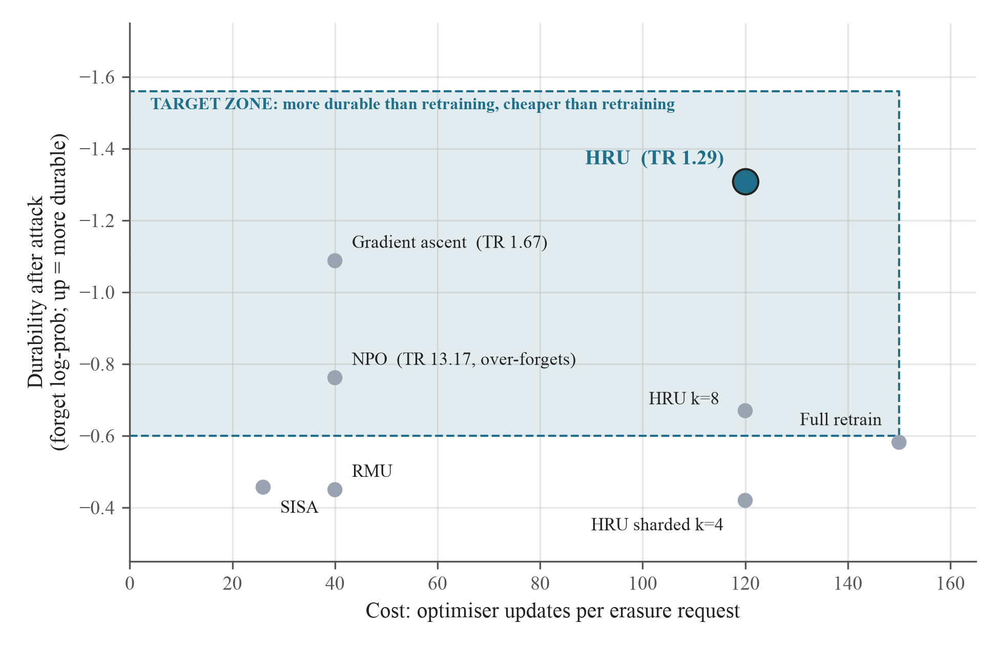 −1.6
−1.4
−1.2
−1.0
−0.8
−0.6
−0.4
Durability after attack
(forget log-prob; up = more durable)
TARGET ZONE: more durable than retraining, cheaper than retraining
HRU (TR 1.29)
Gradient ascent (TR 1.67)
NPO (TR 13.17, over-forgets)
HRU k=8
Full retrain
RMU
SISA
HRU sharded k=4
0 20 40 60 80 100 120 140 160
Cost: optimiser updates per erasure request